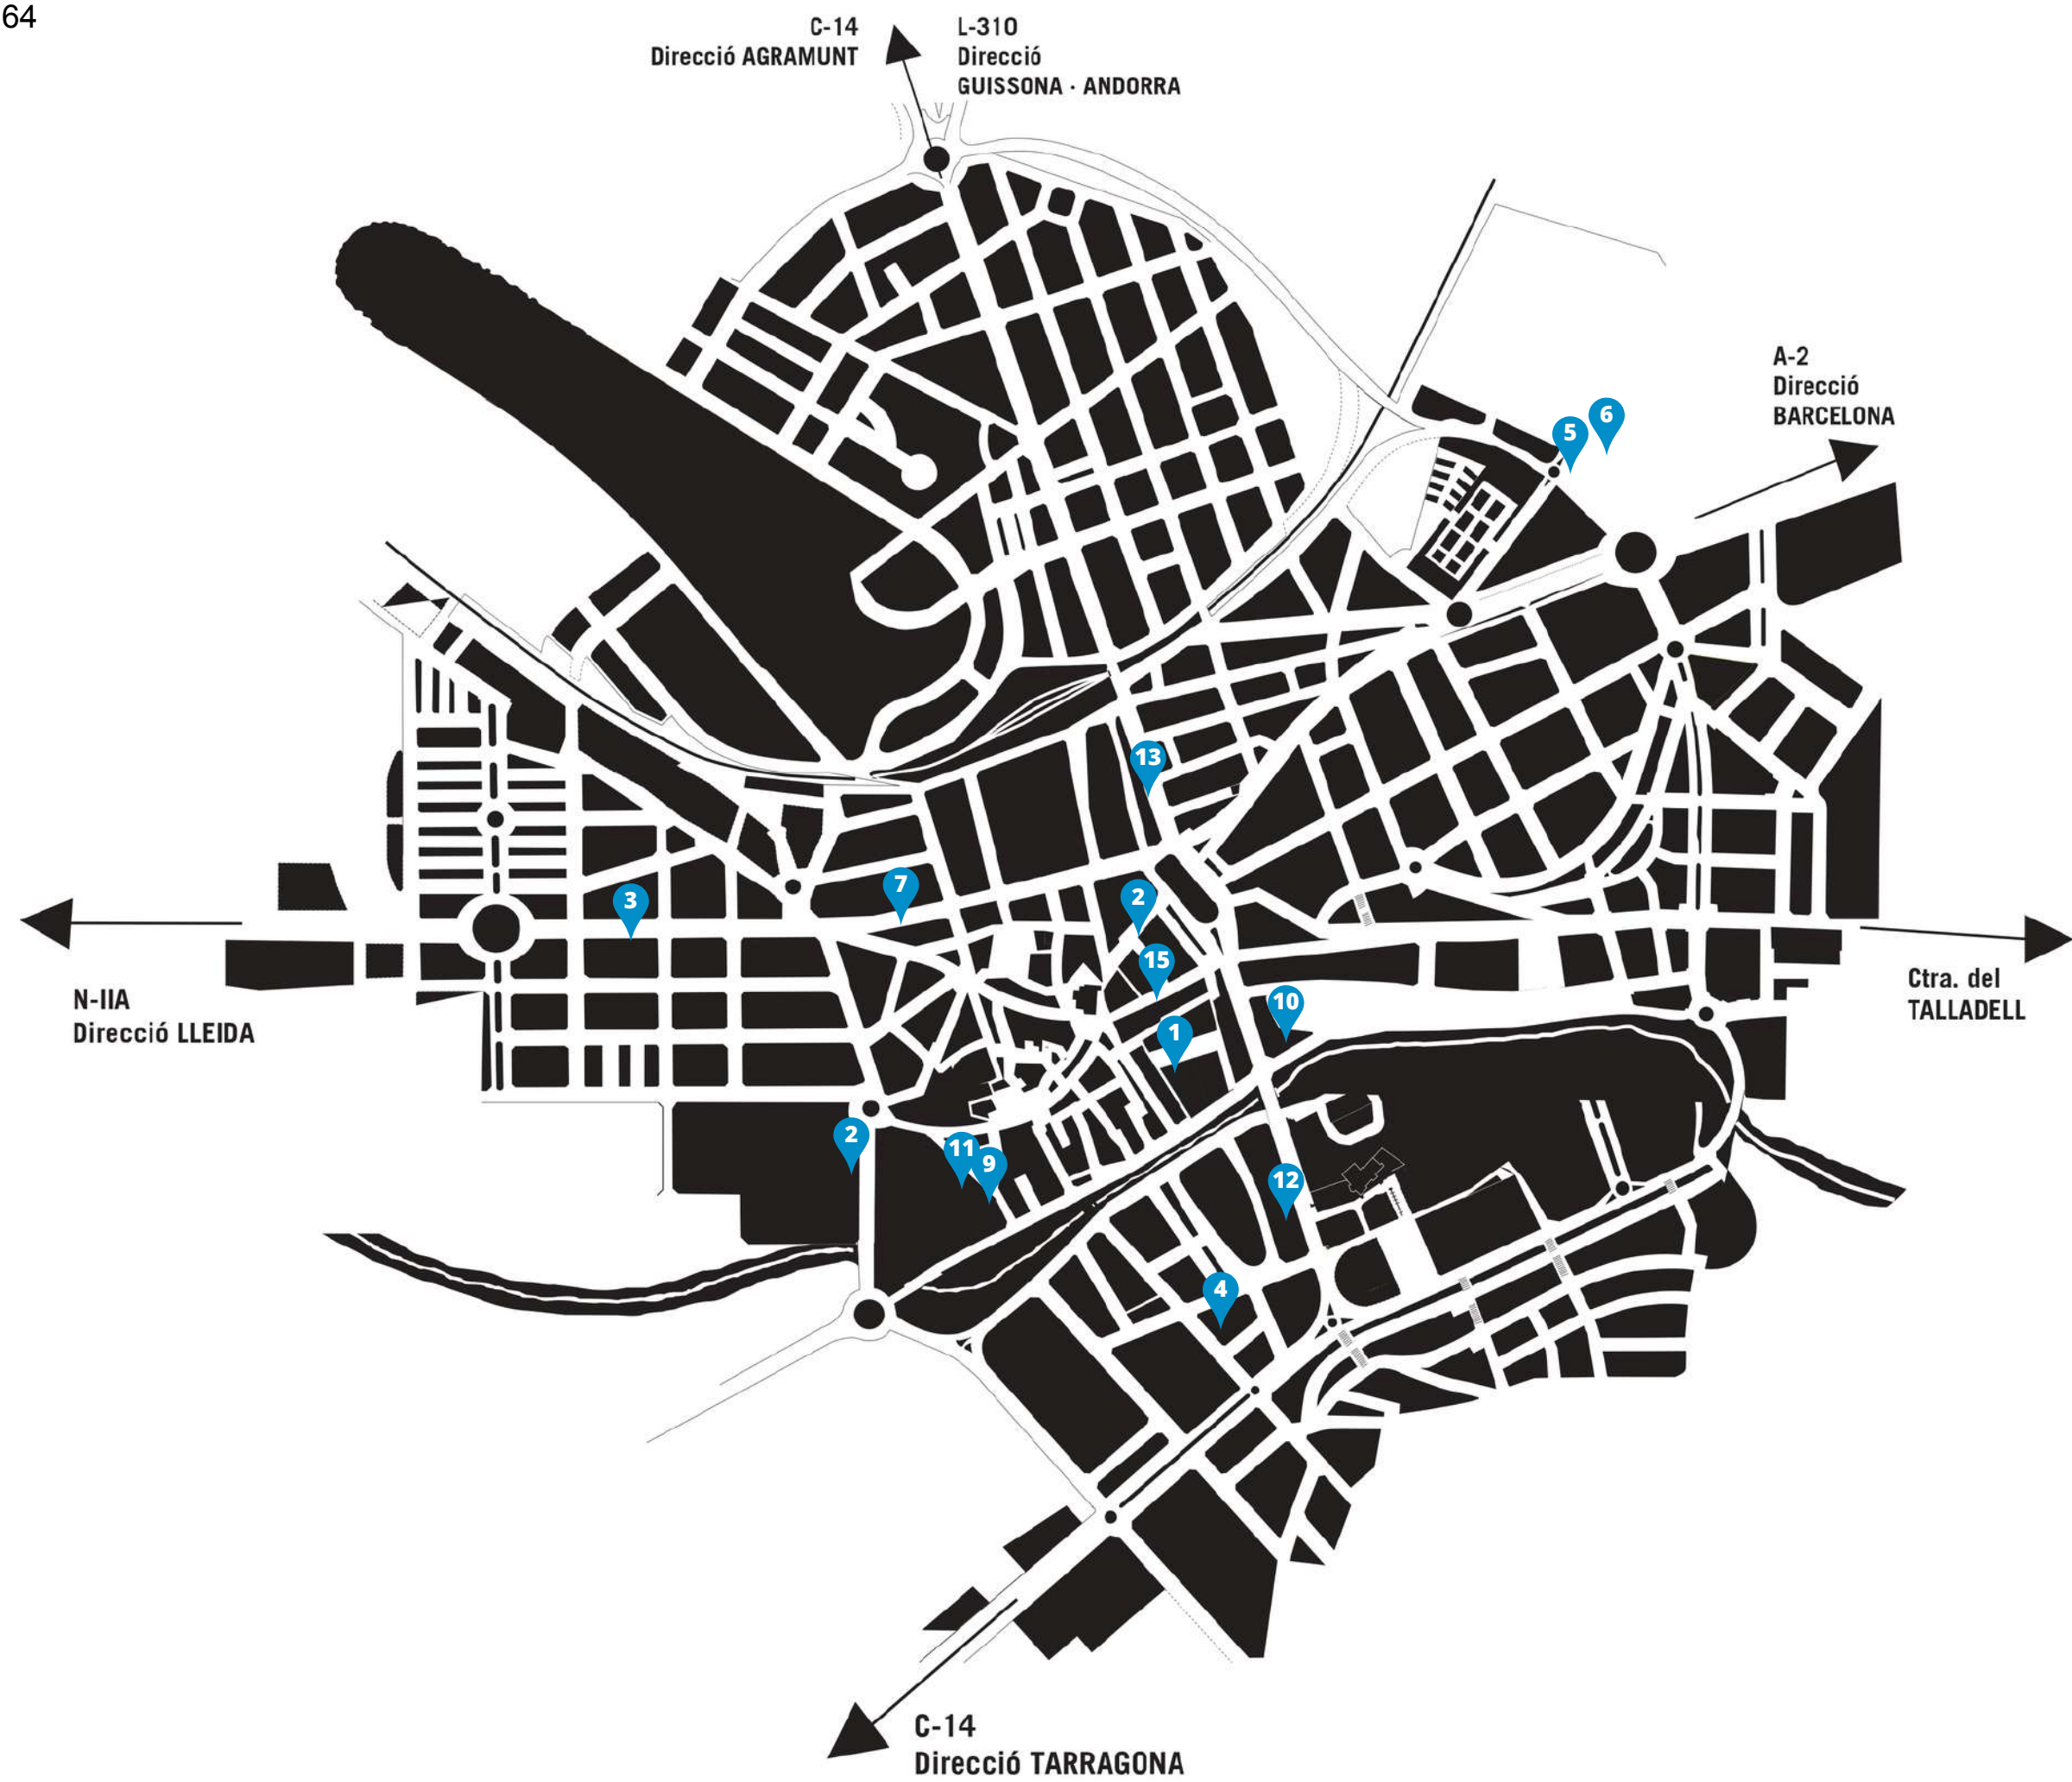 64
C-14
Direcció AGRAMUNT
L-310
Direcció
GUISSONA · ANDORRA
A-2
Direcció
BARCELONA
6
5
13
7
2
3
15
10
1
N-IIA
Direcció LLEIDA
Ctra. del
TALLADELL
2
11
9
12
4
C-14
Direcció TARRAGONA